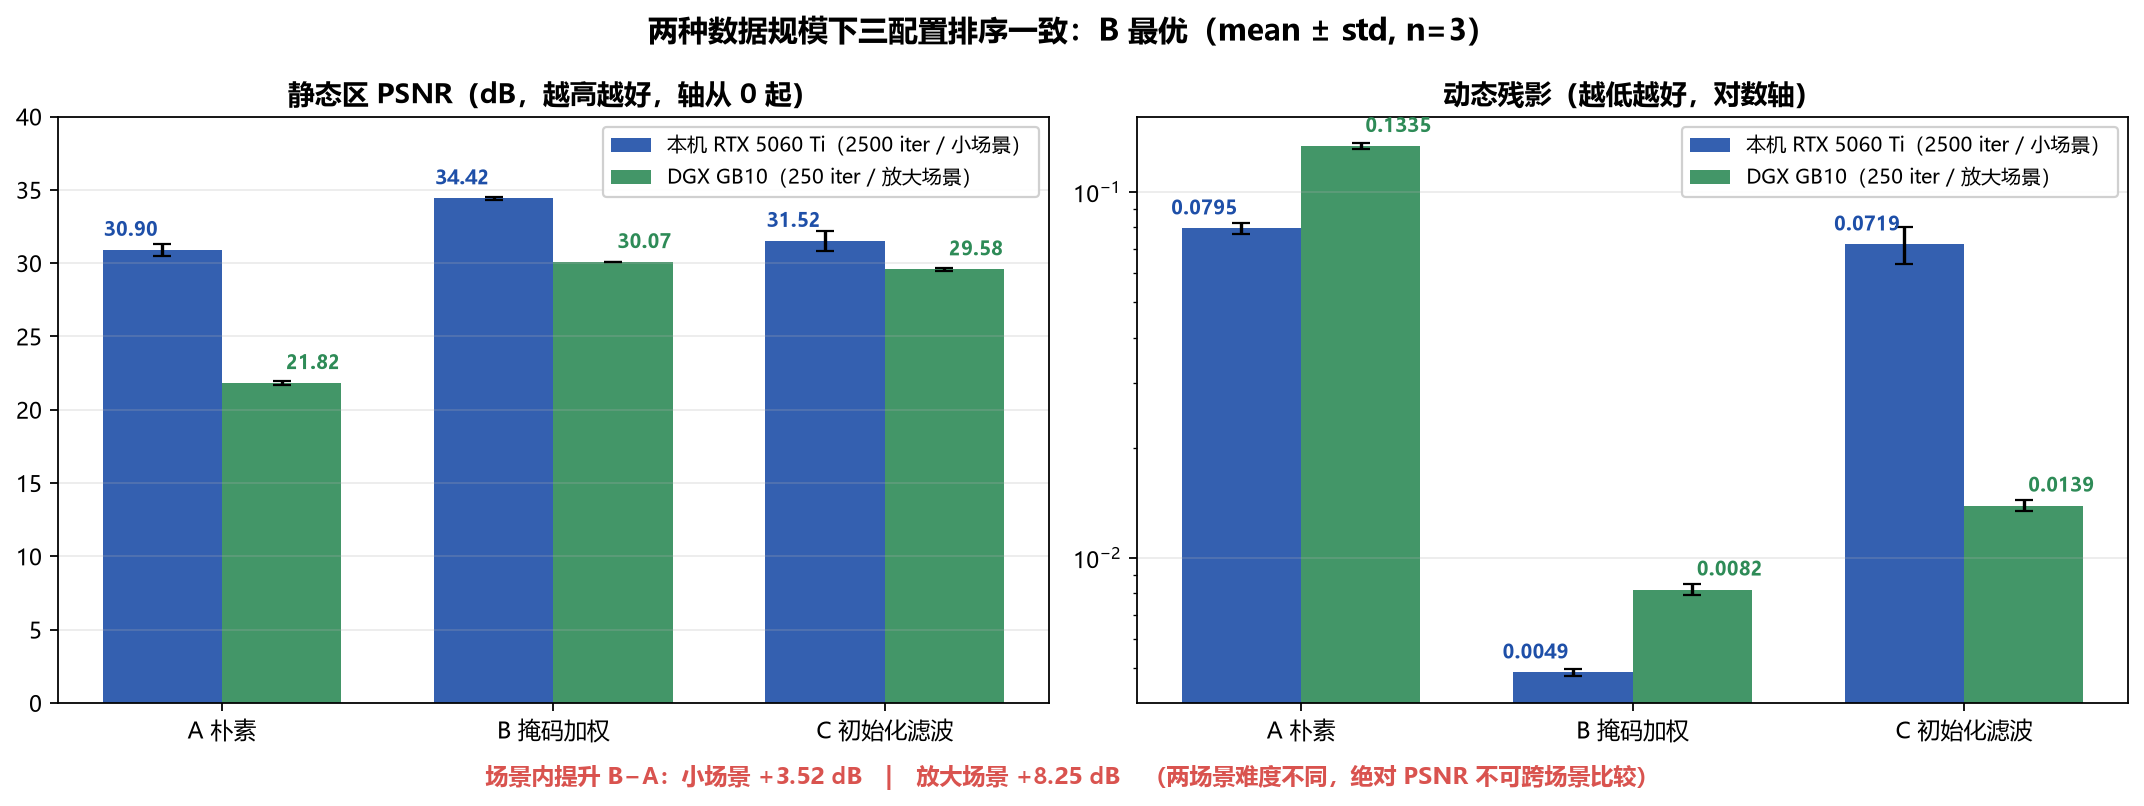 两种数据规模下三配置排序一致：B 最优（mean ± std, n=3）
静态区 PSNR（dB，越高越好，轴从 0 起）
40
35
30
25
20
15
10
5
0
本机 RTX 5060 Ti（2500 iter / 小场景）
DGX GB10（250 iter / 放大场景）
30.90
21.82
34.42
30.07
31.52
29.58
A 朴素
B 掩码加权
C 初始化滤波
动态残影（越低越好，对数轴）
10⁻¹
10⁻²
本机 RTX 5060 Ti（2500 iter / 小场景）
DGX GB10（250 iter / 放大场景）
0.0795
0.1335
0.0049
0.0082
0.0719
0.0139
A 朴素
B 掩码加权
C 初始化滤波
场景内提升 B−A：小场景 +3.52 dB | 放大场景 +8.25 dB （两场景难度不同，绝对 PSNR 不可跨场景比较）